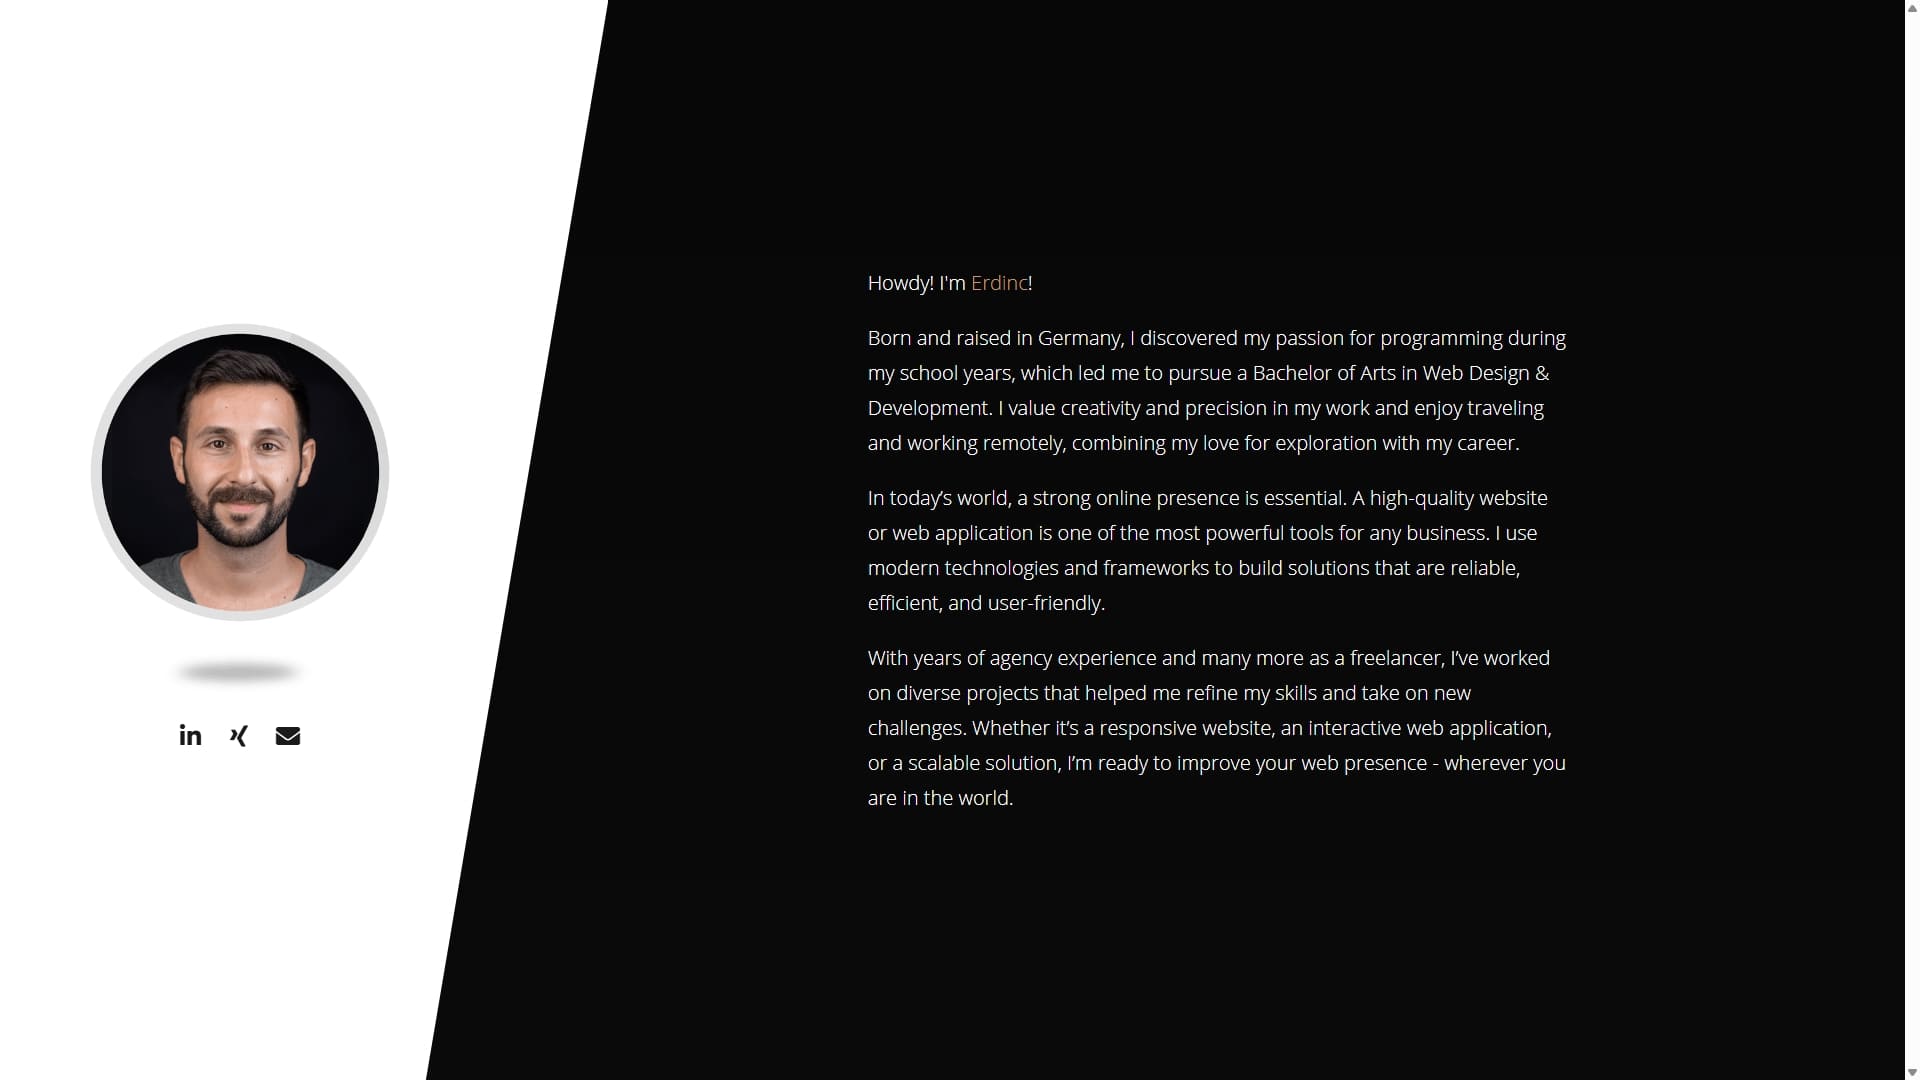 Howdy! I'm Erdinc!
Born and raised in Germany, I discovered my passion for programming during
my school years, which led me to pursue a Bachelor of Arts in Web Design &
Development. I value creativity and precision in my work and enjoy traveling
and working remotely, combining my love for exploration with my career.
In today’s world, a strong online presence is essential. A high-quality website
or web application is one of the most powerful tools for any business. I use
modern technologies and frameworks to build solutions that are reliable,
efficient, and user-friendly.
With years of agency experience and many more as a freelancer, I’ve worked
on diverse projects that helped me refine my skills and take on new
challenges. Whether it’s a responsive website, an interactive web application,
or a scalable solution, I’m ready to improve your web presence - wherever you
are in the world.